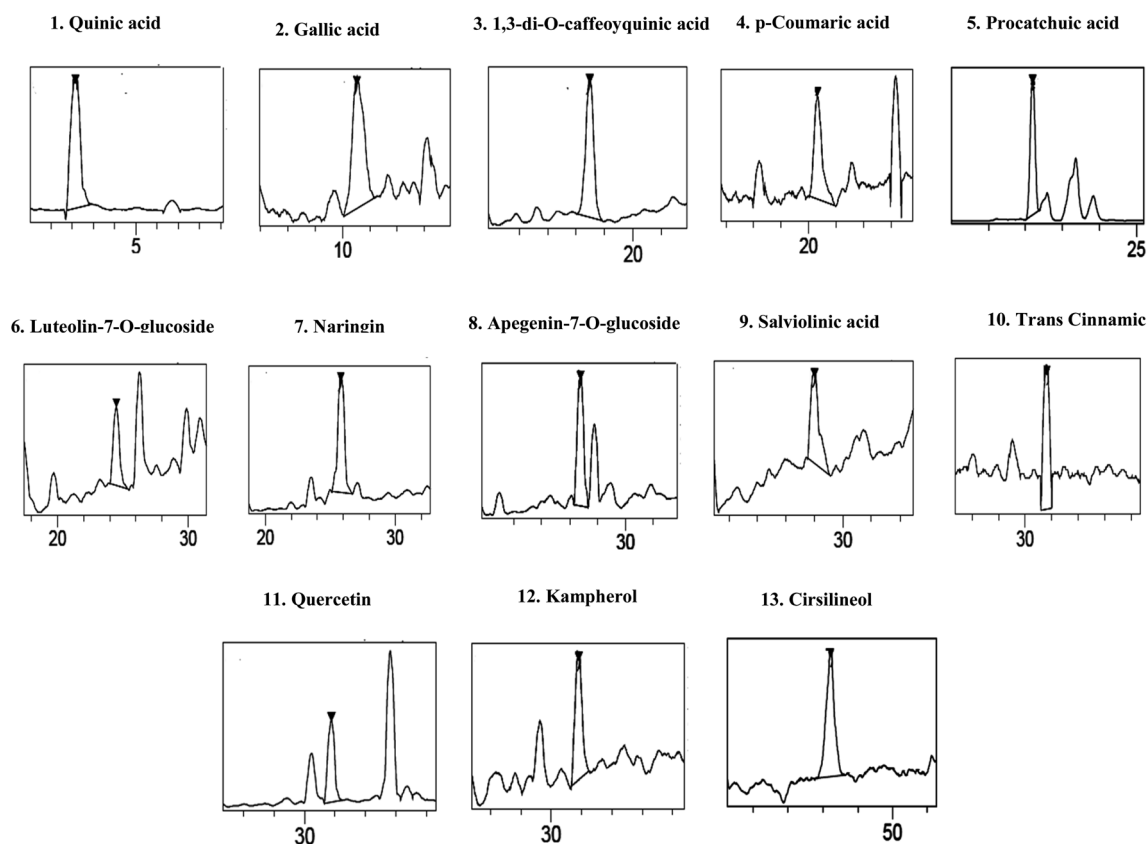 1. Quinic acid
2. Gallic acid
3. 1,3-di-O-caffeoyquinic acid
4. p-Coumaric acid
5. Procatchuic acid
5
10
20
20
25
6. Luteolin-7-O-glucoside
7. Naringin
8. Apegenin-7-O-glucoside
9. Salviolinic acid
10. Trans Cinnamic
20 30
20 30
30
30
30
11. Quercetin
12. Kampherol
13. Cirsilineol
30
30
50